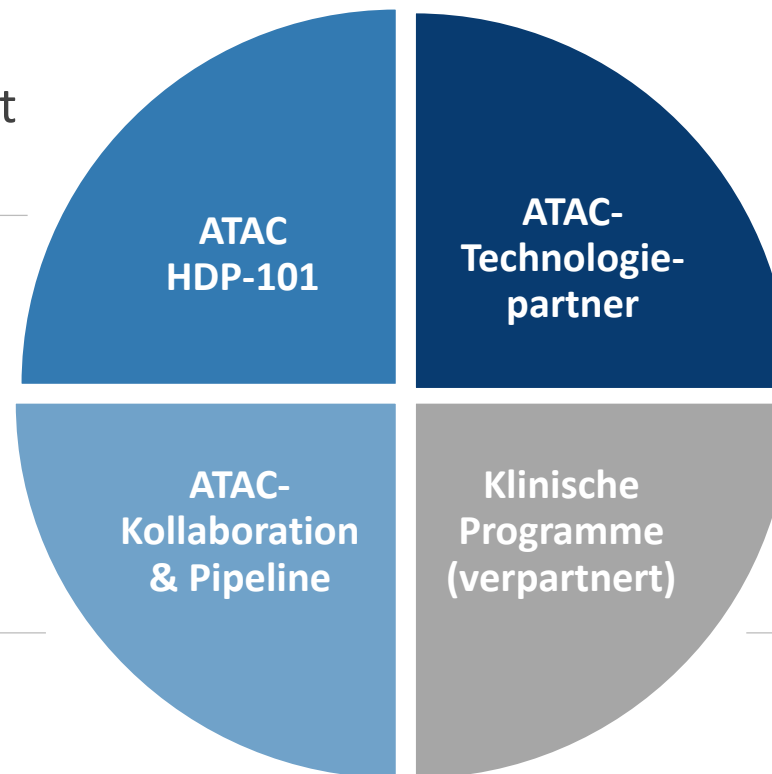 t
ATAC
HDP-101
ATAC-
Technologie-
partner
ATAC-
Kollaboration
& Pipeline
Klinische
Programme
(verpartnert)